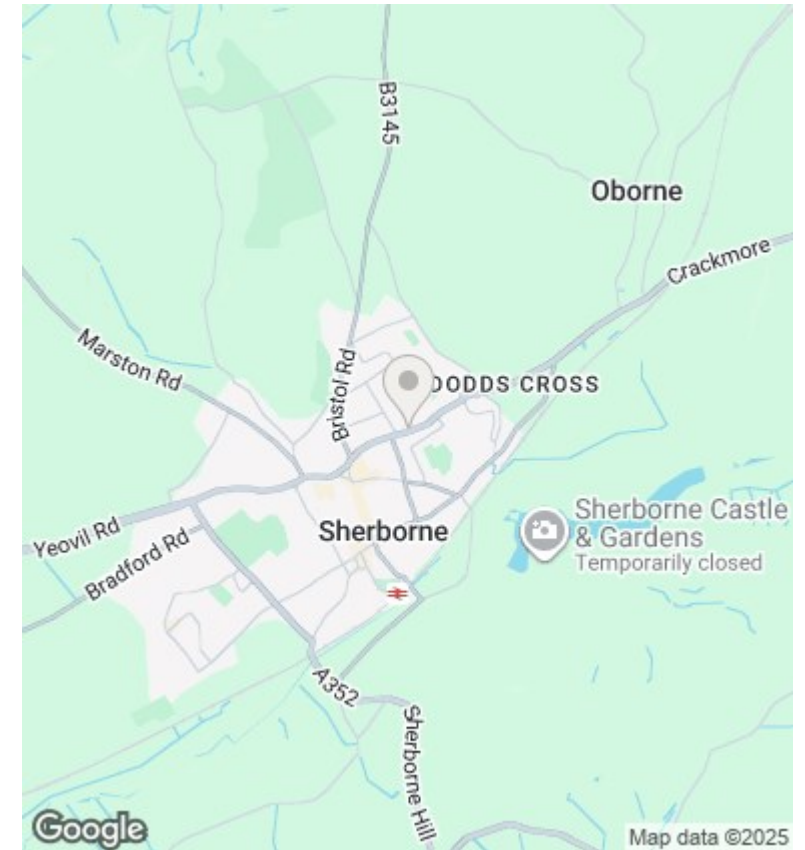 B3145
Oborne
Crackmore
Marston Rd
Bristol Rd
DODDS CROSS
Sherborne Castle
& Gardens
Temporarily closed
Yeovil Rd
Sherborne
Bradford Rd
A352
Sherborne Hill
Google
Map data ©2025